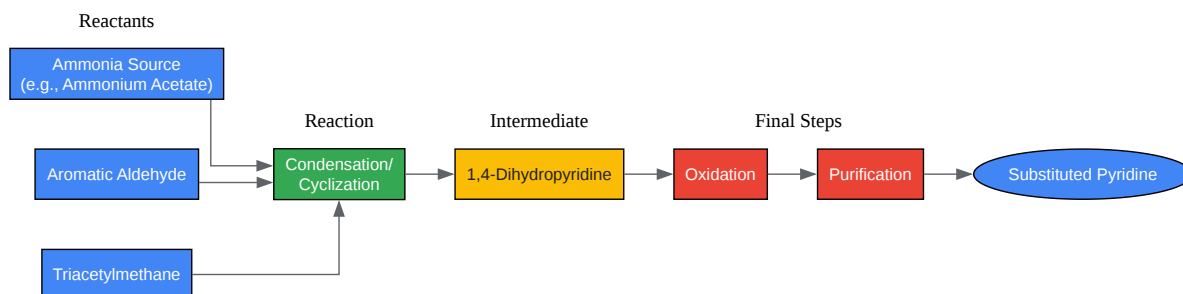 Reactants
Ammonia Source
(e.g., Ammonium Acetate)
Reaction
Intermediate
Final Steps
Aromatic Aldehyde
Condensation/
Cyclization
1,4-Dihydropyridine
Oxidation
Purification
Substituted Pyridine
Triacetylmethane